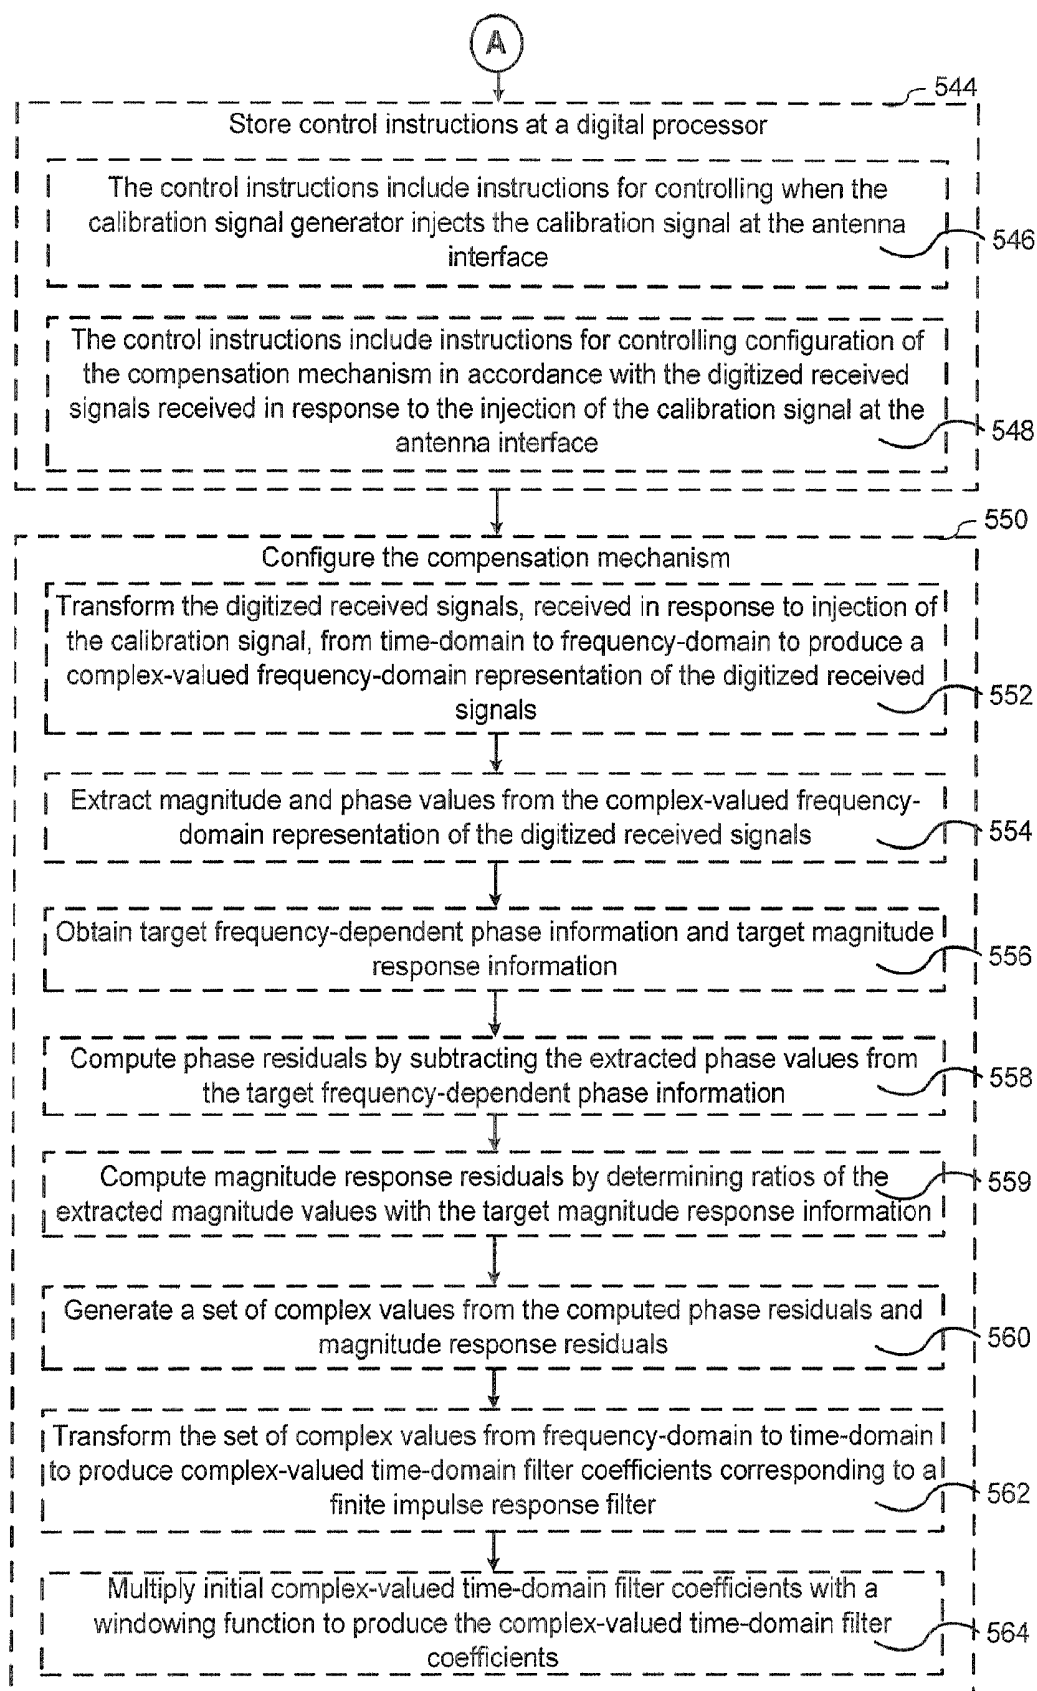 A
544
Store control instructions at a digital processor
The control instructions include instructions for controlling when the
calibration signal generator injects the calibration signal at the antenna
interface
546
The control instructions include instructions for controlling configuration of
the compensation mechanism in accordance with the digitized received
signals received in response to the injection of the calibration signal at the
antenna interface
548
550
Configure the compensation mechanism
Transform the digitized received signals, received in response to injection of
the calibration signal, from time-domain to frequency-domain to produce a
complex-valued frequency-domain representation of the digitized received
signals
552
Extract magnitude and phase values from the complex-valued frequency-
domain representation of the digitized received signals
554
Obtain target frequency-dependent phase information and target magnitude
response information
556
Compute phase residuals by subtracting the extracted phase values from
the target frequency-dependent phase information
558
Compute magnitude response residuals by determining ratios of the
extracted magnitude values with the target magnitude response information
559
Generate a set of complex values from the computed phase residuals and
magnitude response residuals
560
Transform the set of complex values from frequency-domain to time-domain
to produce complex-valued time-domain filter coefficients corresponding to a
finite impulse response filter
562
Multiply initial complex-valued time-domain filter coefficients with a
windowing function to produce the complex-valued time-domain filter
coefficients
564